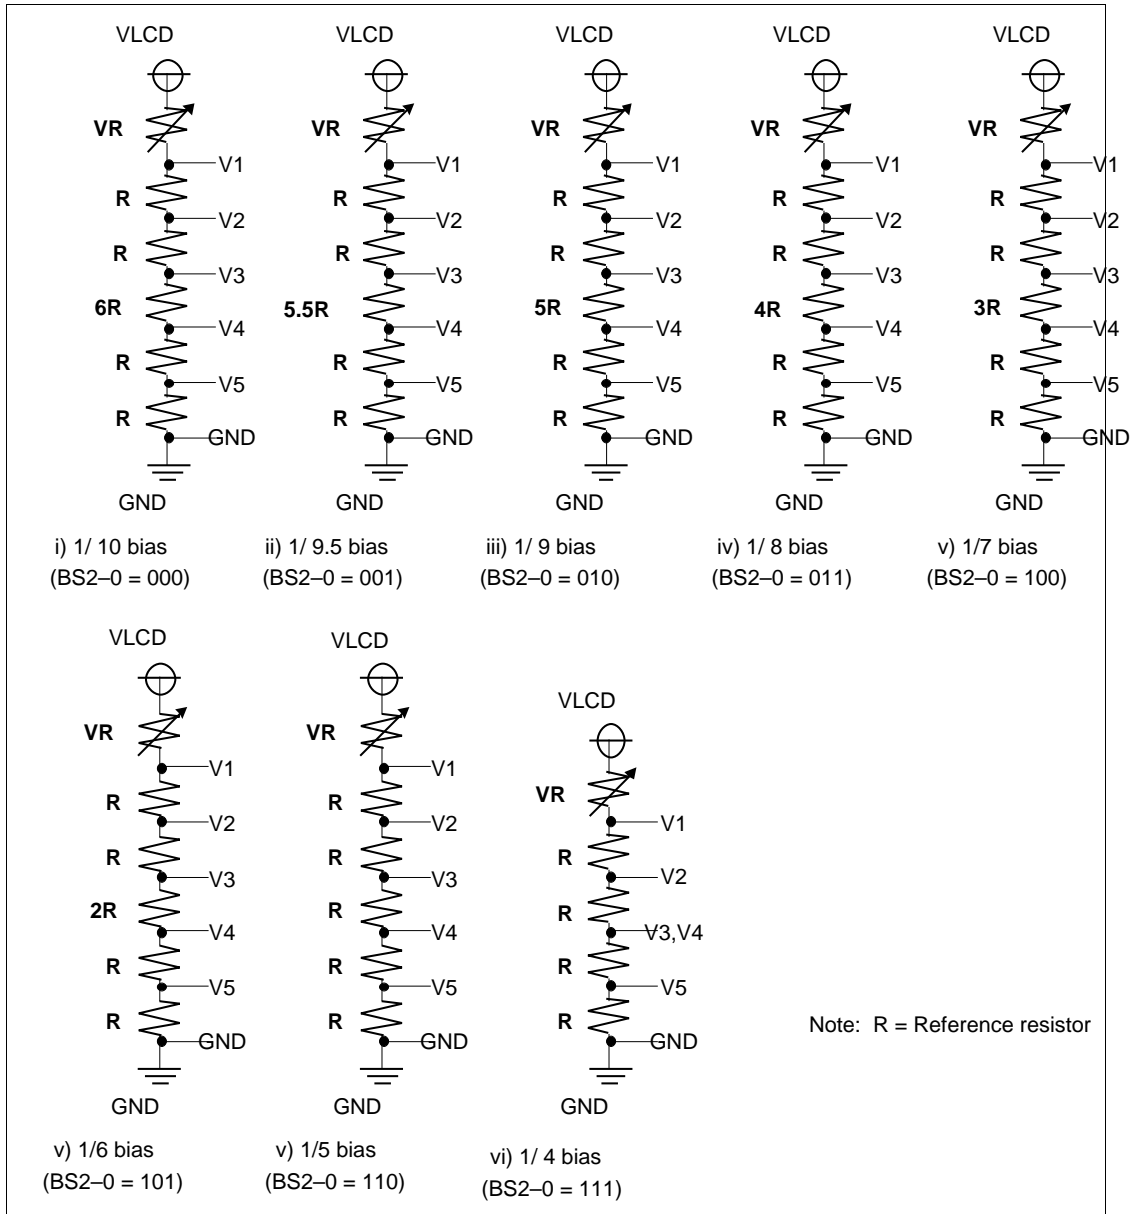 VLCD VLCD VLCD VLCD VLCD
VR VR VR VR VR
V1 V1 V1 V1 V1
R R R R R
V2 V2 V2 V2 V2
R R R R R
V3 V3 V3 V3 V3
6R 5.5R 5R 4R 3R
V4 V4 V4 V4 V4
R R R R R
V5 V5 V5 V5 V5
R R R R R
GND GND GND GND GND
GND GND GND GND GND
i) 1/ 10 bias ii) 1/ 9.5 bias iii) 1/ 9 bias iv) 1/ 8 bias v) 1/7 bias
(BS2–0 = 000) (BS2–0 = 001) (BS2–0 = 010) (BS2–0 = 011) (BS2–0 = 100)
VLCD VLCD
VLCD
VR VR
V1 V1
VR
R R
V2 V2 V1
R R R
V3 V3 V2
2R R R
V4 V4 V3,V4
R R R
V5 V5 V5
R R R
GND GND GND
Note: R = Reference resistor
GND GND GND
v) 1/6 bias v) 1/5 bias vi) 1/ 4 bias
(BS2–0 = 101) (BS2–0 = 110) (BS2–0 = 111)